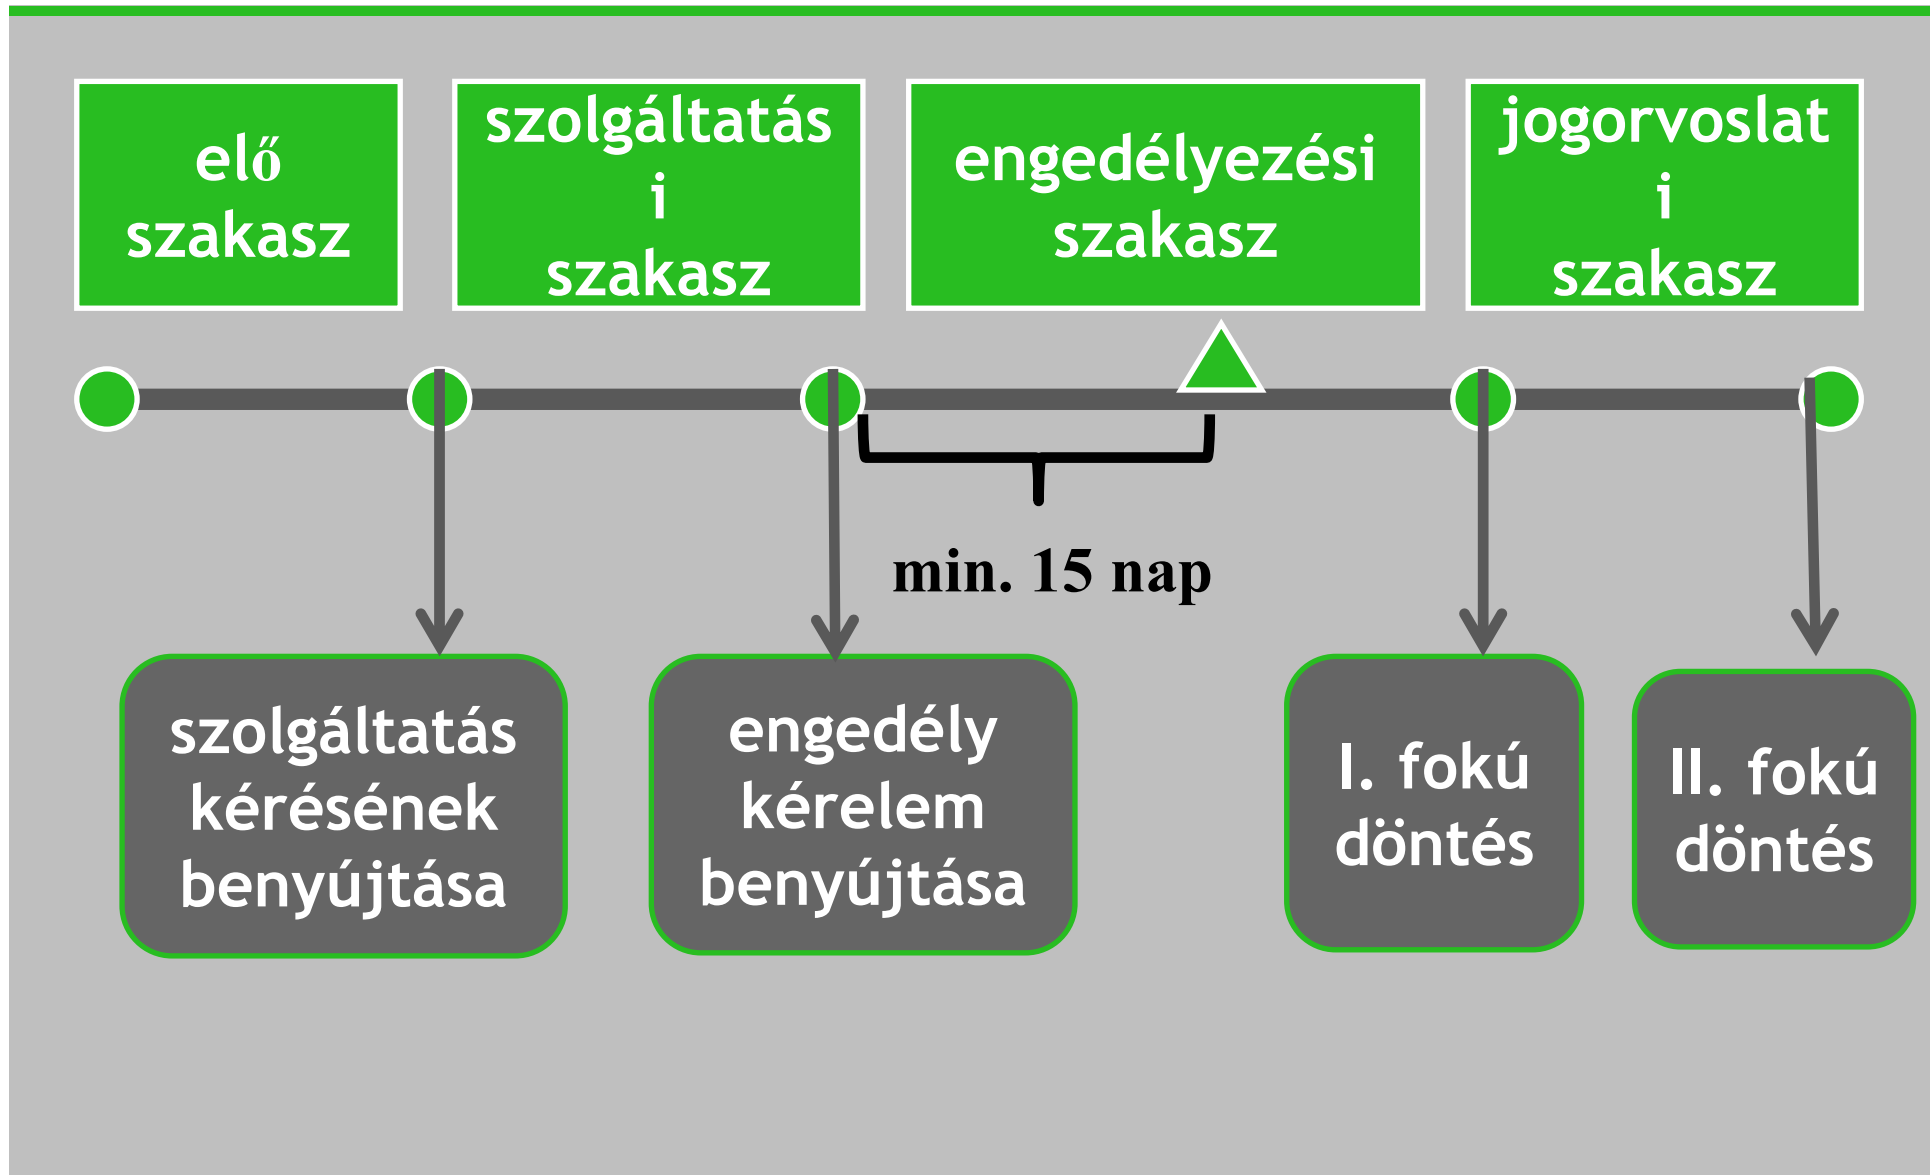 elő
szakasz
szolgáltatás
i
szakasz
engedélyezési
szakasz
jogorvoslat
i
szakasz
min. 15 nap
szolgáltatás
kérésének
benyújtása
engedély
kérelem
benyújtása
I. fokú
döntés
II. fokú
döntés